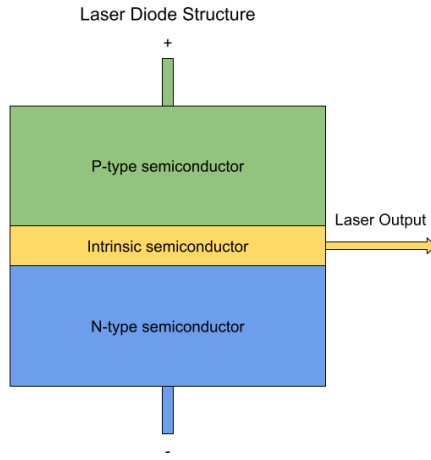 Laser Diode Structure
+
P-type semiconductor
Laser Output
Intrinsic semiconductor
N-type semiconductor
-